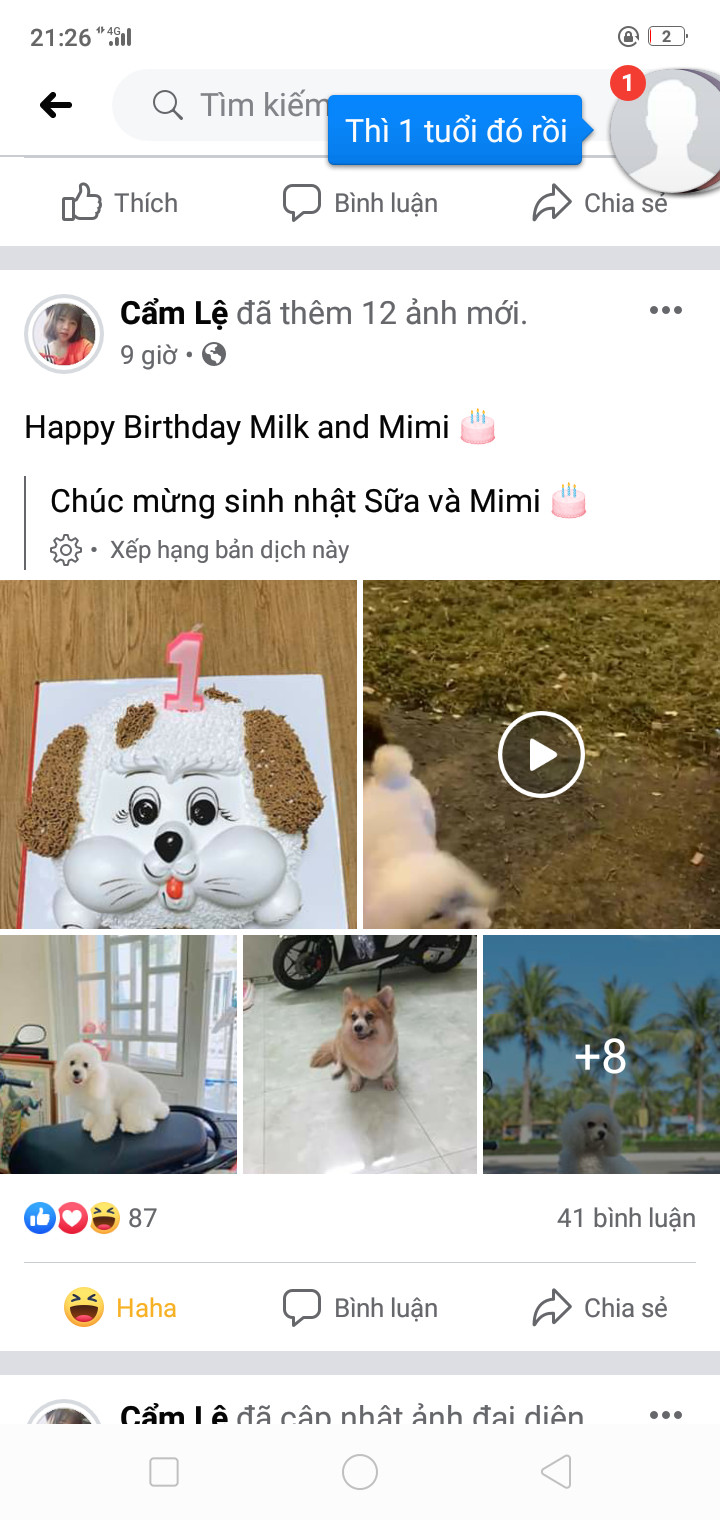 21:26 4G 2
Tìm kiếm
1
Thì 1 tuổi đó rồi
Thích Bình luận Chia sẻ
Cẩm Lệ đã thêm 12 ảnh mới.
9 giờ •
Happy Birthday Milk and Mimi 🎂
Chúc mừng sinh nhật Sữa và Mimi 🎂
• Xếp hạng bản dịch này
1
+8
87 41 bình luận
Haha Bình luận Chia sẻ
Cẩm Lệ đã cập nhật ảnh đại diện